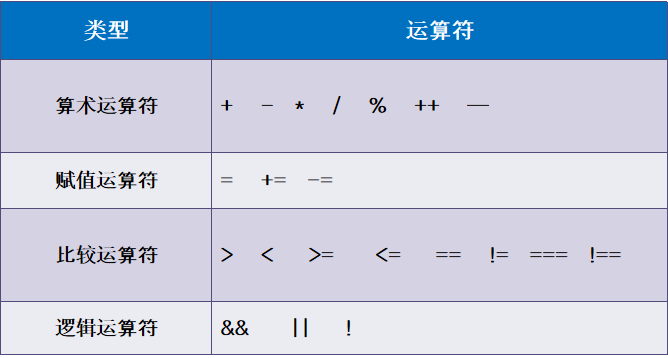 类型 运算符
算术运算符 + - * / % ++ —
赋值运算符 = += -=
比较运算符 > < >= <= == != === !==
逻辑运算符 && || !